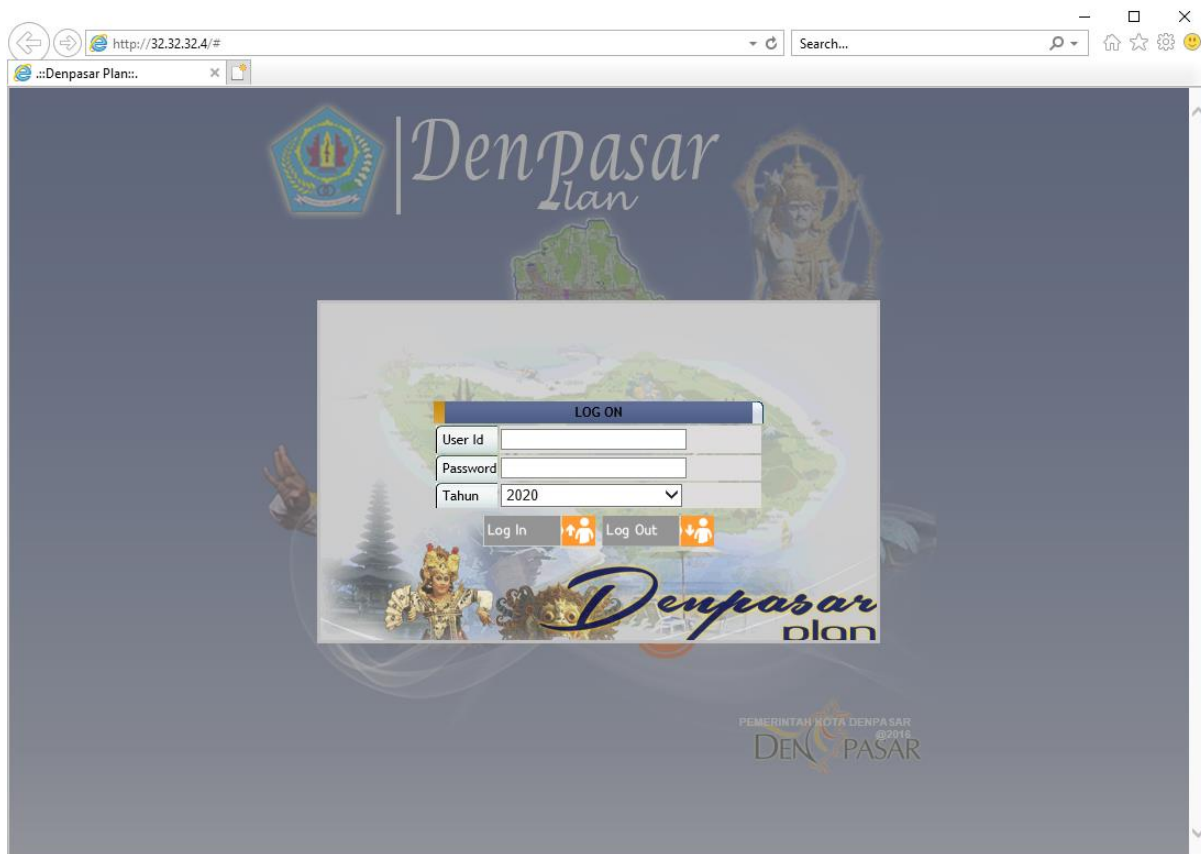 http://32.32.32.4/#
Search...
.::Denpasar Plan::.
Denpasar
Plan
LOG ON
User Id
Password
Tahun
2020
Log In
Log Out
Denpasar
plan
PEMERINTAH KOTA DENPASAR
@2016
DENPASAR